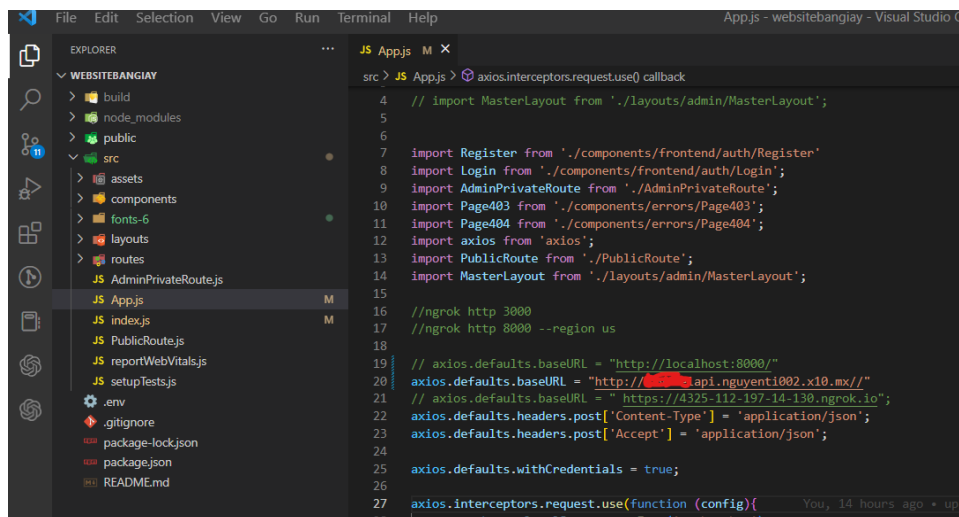 File Edit Selection View Go Run Terminal Help App.js - websitebangiay - Visual Studio
EXPLORER
WEBSITEBANGIAY
build
node_modules
public
src
assets
components
fonts-6
layouts
routes
JS AdminPrivateRoute.js
JS App.js M
JS index.js M
JS PublicRoute.js
JS reportWebVitals.js
JS setupTests.js
.env
.gitignore
package-lock.json
package.json
README.md
11
JS App.js M
src > JS App.js > axios.interceptors.request.use() callback
4 // import MasterLayout from './layouts/admin/MasterLayout';
5
6
7 import Register from './components/frontend/auth/Register'
8 import Login from './components/frontend/auth/Login';
9 import AdminPrivateRoute from './AdminPrivateRoute';
10 import Page403 from './components/errors/Page403';
11 import Page404 from './components/errors/Page404';
12 import axios from 'axios';
13 import PublicRoute from './PublicRoute';
14 import MasterLayout from './layouts/admin/MasterLayout';
15
16 //ngrok http 3000
17 //ngrok http 8000 --region us
18
19 // axios.defaults.baseURL = "http://localhost:8000/"
20 axios.defaults.baseURL = "http:// api.nguyenti002.x10.mx//"
21 // axios.defaults.baseURL = " https://4325-112-197-14-130.ngrok.io";
22 axios.defaults.headers.post['Content-Type'] = 'application/json';
23 axios.defaults.headers.post['Accept'] = 'application/json';
24
25 axios.defaults.withCredentials = true;
26
27 axios.interceptors.request.use(function (config){ You, 14 hours ago • up